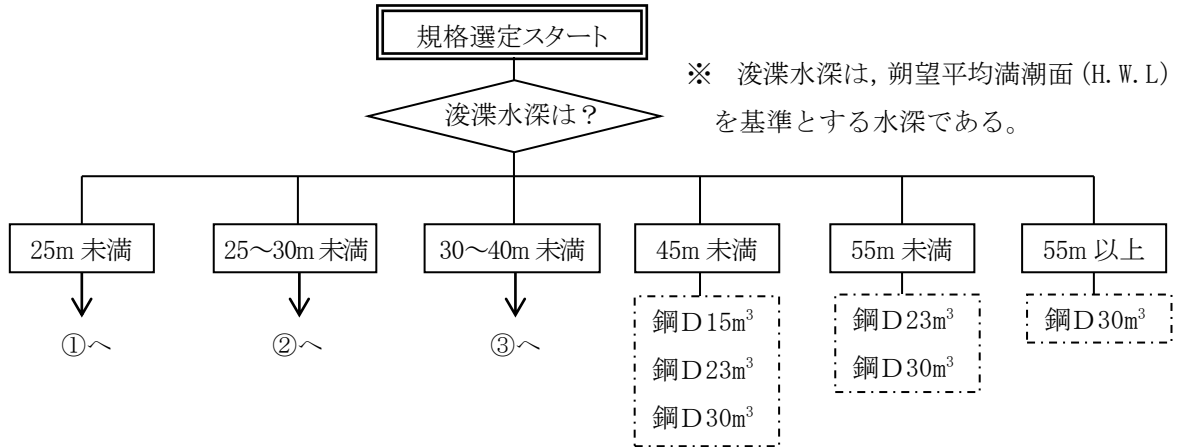 規格選定スタート
浚渫水深は？
※　浚渫水深は，朔望平均満潮面(H.W.L)
を基準とする水深である。
25m 未満
25～30m 未満
30～40m 未満
45m 未満
55m 未満
55m 以上
①へ
②へ
③へ
鋼Ｄ15m³
鋼Ｄ23m³
鋼Ｄ30m³
鋼Ｄ23m³
鋼Ｄ30m³
鋼Ｄ30m³